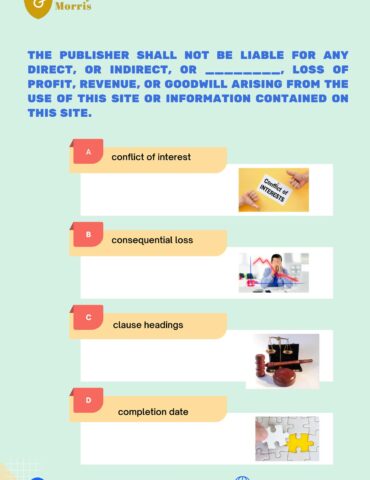 &
Morris
THE PUBLISHER SHALL NOT BE LIABLE FOR ANY
DIRECT, OR INDIRECT, OR ________, LOSS OF
PROFIT, REVENUE, OR GOODWILL ARISING FROM THE
USE OF THIS SITE OR INFORMATION CONTAINED ON
THIS SITE.
A
conflict of interest
Conflict of
INTERESTS
B
consequential loss
C
clause headings
D
completion date